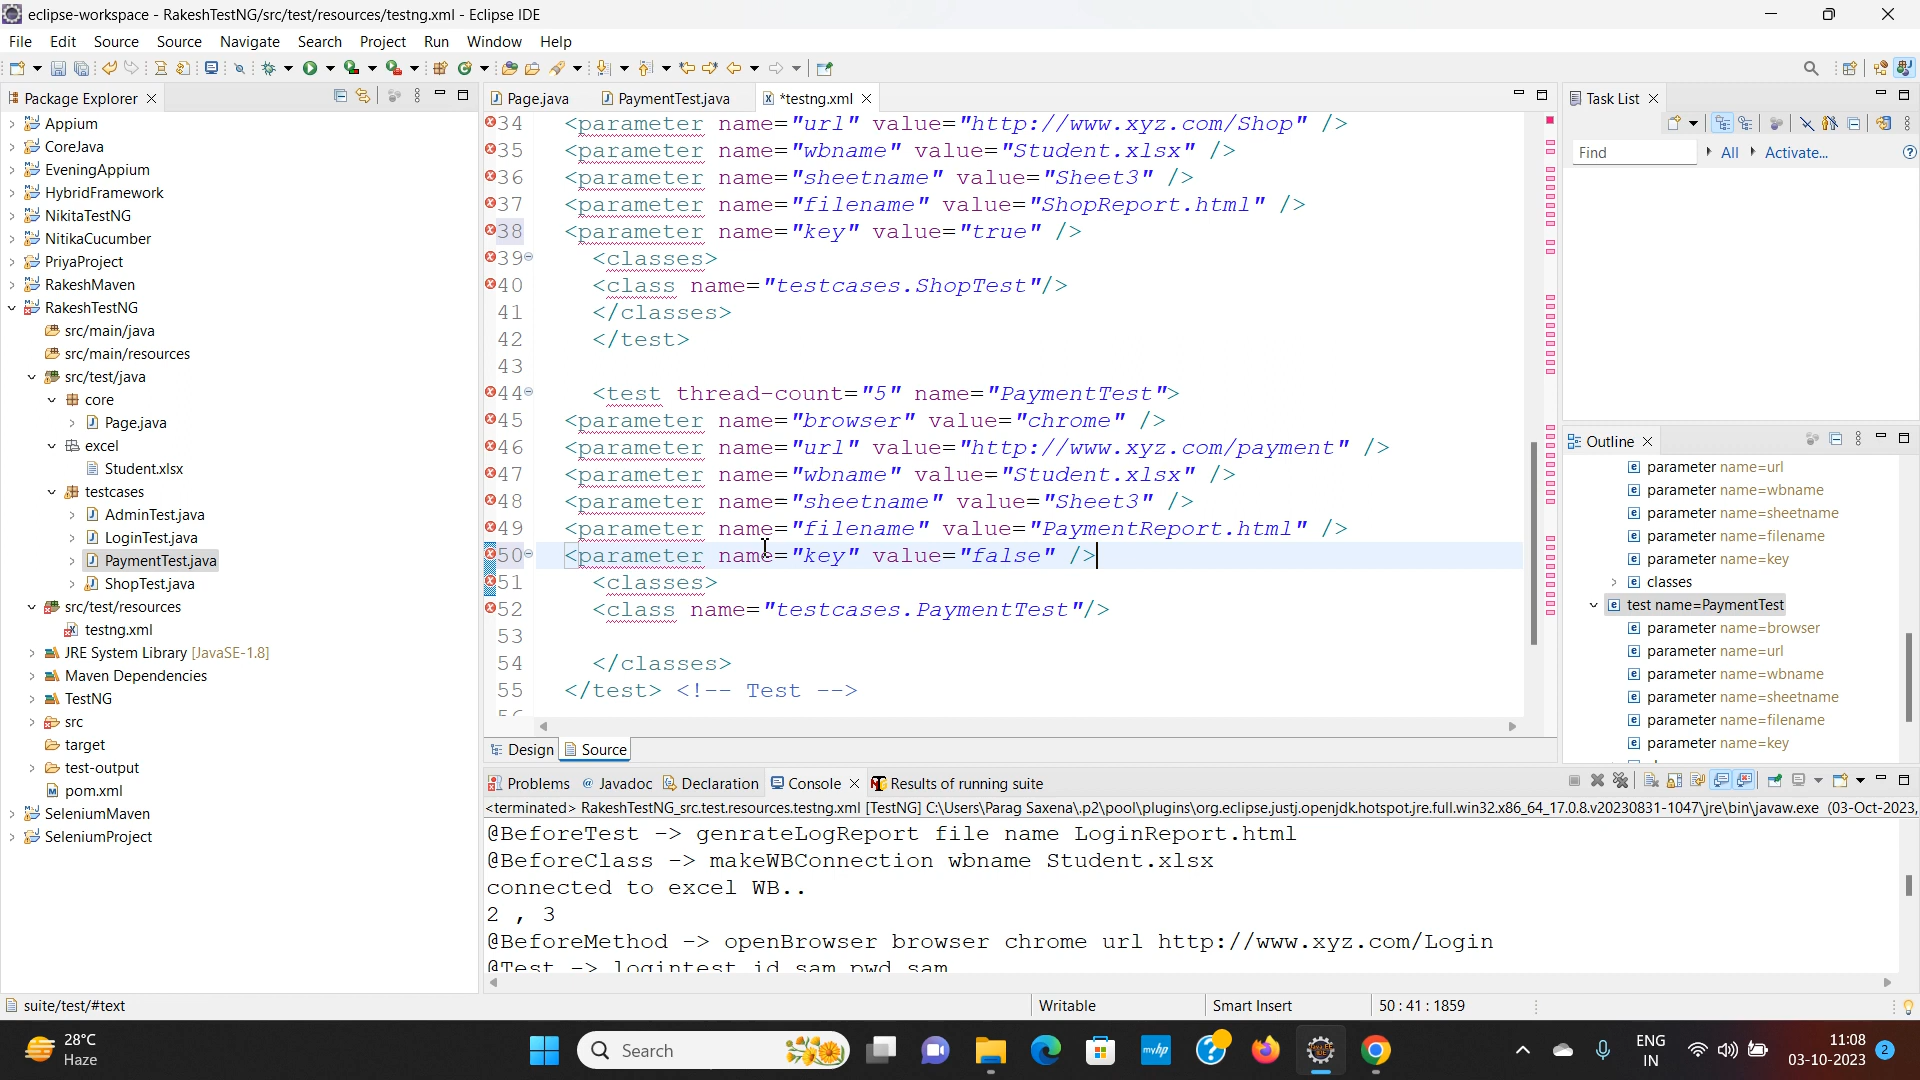 eclipse-workspace - RakeshTestNG/src/test/resources/testng.xml - Eclipse IDE
File Edit Source Source Navigate Search Project Run Window Help
Package Explorer
Appium
CoreJava
EveningAppium
HybridFramework
NikitaTestNG
NitikaCucumber
PriyaProject
RakeshMaven
RakeshTestNG
src/main/java
src/main/resources
src/test/java
core
Page.java
excel
Student.xlsx
testcases
AdminTest.java
LoginTest.java
PaymentTest.java
ShopTest.java
src/test/resources
testng.xml
JRE System Library [JavaSE-1.8]
Maven Dependencies
TestNG
src
target
test-output
pom.xml
SeleniumMaven
SeleniumProject
Page.java PaymentTest.java *testng.xml
34 <parameter name="url" value="http://www.xyz.com/Shop" />
35 <parameter name="wbname" value="Student.xlsx" />
36 <parameter name="sheetname" value="Sheet3" />
37 <parameter name="filename" value="ShopReport.html" />
38 <parameter name="key" value="true" />
39 <classes>
40 <class name="testcases.ShopTest"/>
41 </classes>
42 </test>
43
44 <test thread-count="5" name="PaymentTest">
45 <parameter name="browser" value="chrome" />
46 <parameter name="url" value="http://www.xyz.com/payment" />
47 <parameter name="wbname" value="Student.xlsx" />
48 <parameter name="sheetname" value="Sheet3" />
49 <parameter name="filename" value="PaymentReport.html" />
50 <parameter name="key" value="false" />
51 <classes>
52 <class name="testcases.PaymentTest"/>
53
54 </classes>
55 </test> <!-- Test -->
Design Source
Task List
Find All Activate...
Outline
parameter name=url
parameter name=wbname
parameter name=sheetname
parameter name=filename
parameter name=key
classes
test name=PaymentTest
parameter name=browser
parameter name=url
parameter name=wbname
parameter name=sheetname
parameter name=filename
parameter name=key
Problems Javadoc Declaration Console Results of running suite
<terminated> RakeshTestNG_src.test.resources.testng.xml [TestNG] C:\Users\Parag Saxena\.p2\pool\plugins\org.eclipse.justj.openjdk.hotspot.jre.full.win32.x86_64_17.0.8.v20230831-1047\jre\bin\javaw.exe (03-Oct-2023,
@BeforeTest -> genrateLogReport file name LoginReport.html
@BeforeClass -> makeWBConnection wbname Student.xlsx
connected to excel WB..
2 , 3
@BeforeMethod -> openBrowser browser chrome url http://www.xyz.com/Login
@Test -> logintest id sam pwd sam
suite/test/#text Writable Smart Insert 50 : 41 : 1859
28°C
Haze
Search
myhp
ENG
IN
11:08
03-10-2023
2